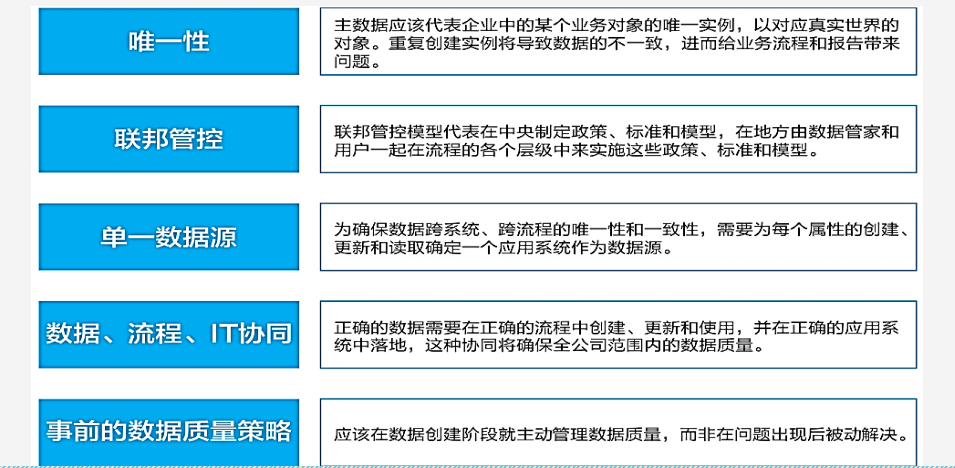 唯一性
主数据应该代表企业中的某个业务对象的唯一实例，以对应真实世界的
对象。重复创建实例将导致数据的不一致，进而给业务流程和报告带来
问题。
联邦管控
联邦管控模型代表在中央制定政策、标准和模型，在地方由数据管家和
用户一起在流程的各个层级中来实施这些政策、标准和模型。
单一数据源
为确保数据跨系统、跨流程的唯一性和一致性，需要为每个属性的创建、
更新和读取确定一个应用系统作为数据源。
数据、流程、IT协同
正确的数据需要在正确的流程中创建、更新和使用，并在正确的应用系
统中落地，这种协同将确保全公司范围内的数据质量。
事前的数据质量策略
应该在数据创建阶段就主动管理数据质量，而非在问题出现后被动解决。